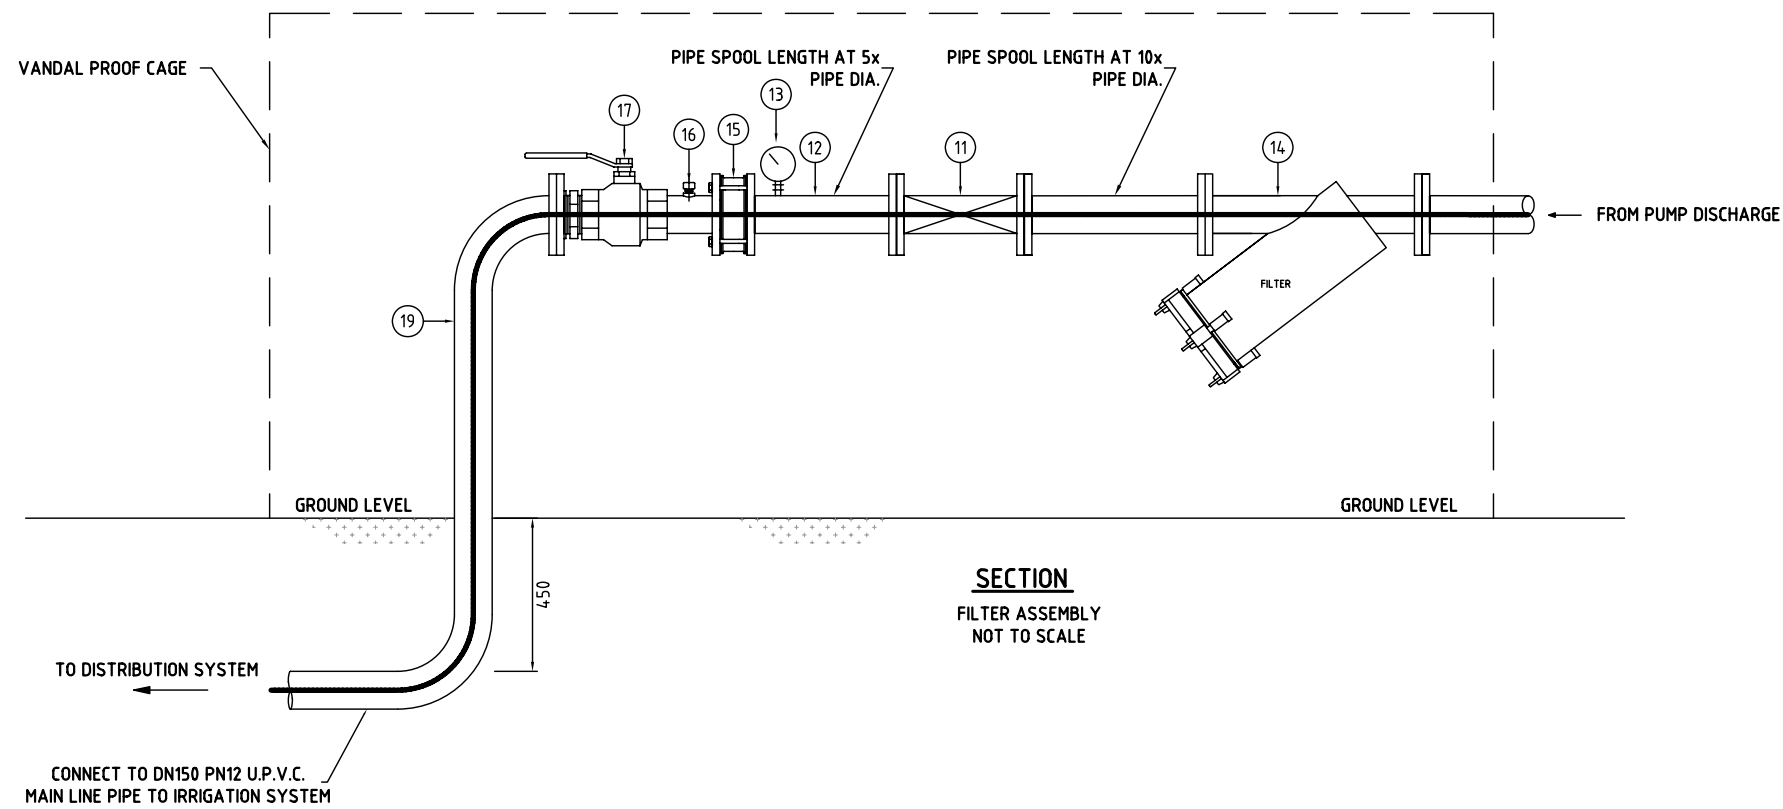 PIPE SPOOL LENGTH AT 5x
PIPE DIA.
PIPE SPOOL LENGTH AT 10x
PIPE DIA.
VANDAL PROOF CAGE
13
17
16
15
12
11
14
FROM PUMP DISCHARGE
FILTER
19
GROUND LEVEL
GROUND LEVEL
450
SECTION
FILTER ASSEMBLY
NOT TO SCALE
TO DISTRIBUTION SYSTEM
CONNECT TO DN150 PN12 U.P.V.C.
MAIN LINE PIPE TO IRRIGATION SYSTEM